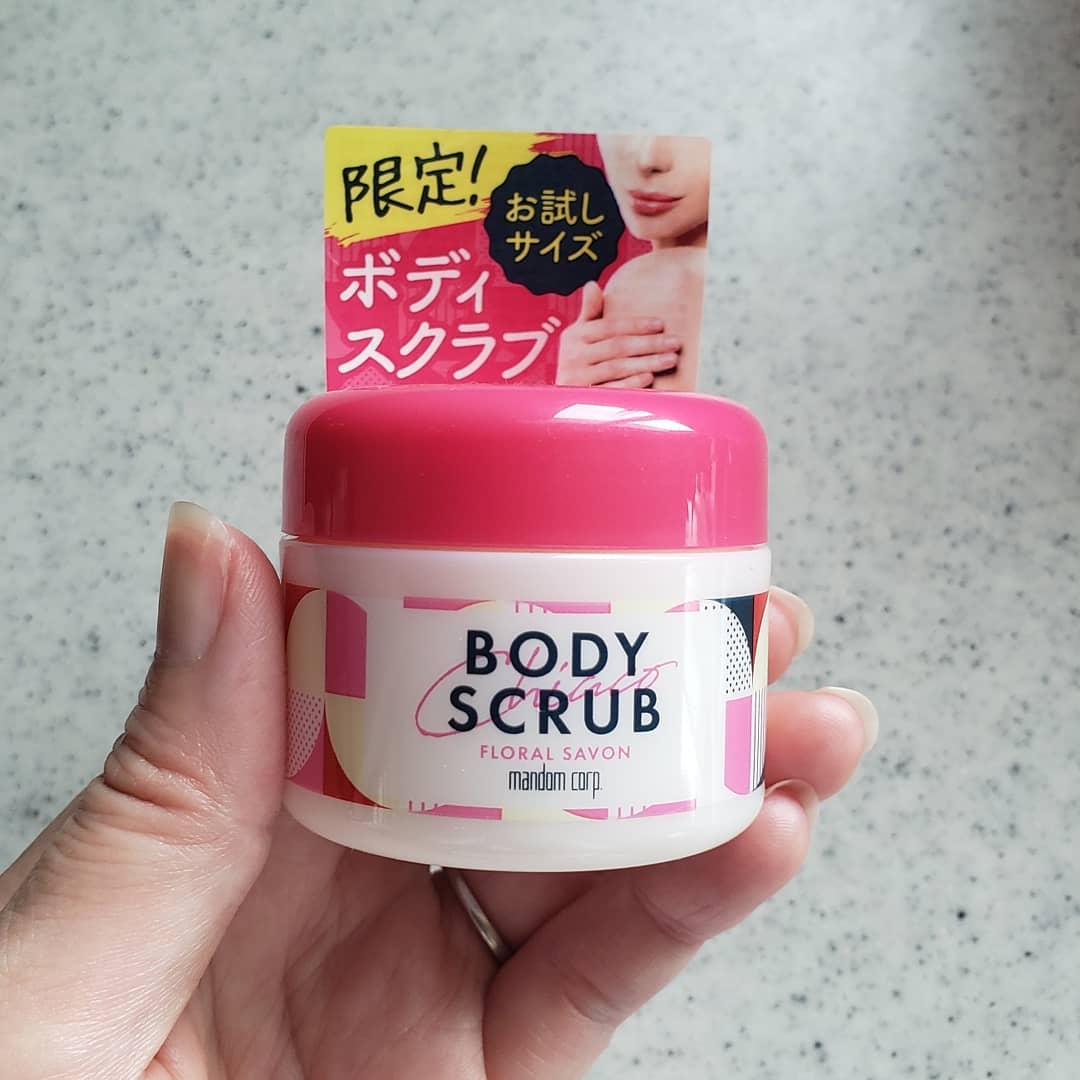 限定!
お試し
サイズ
ボディ
スクラブ
BODY
Chiaco
SCRUB
FLORAL SAVON
mandom corp.